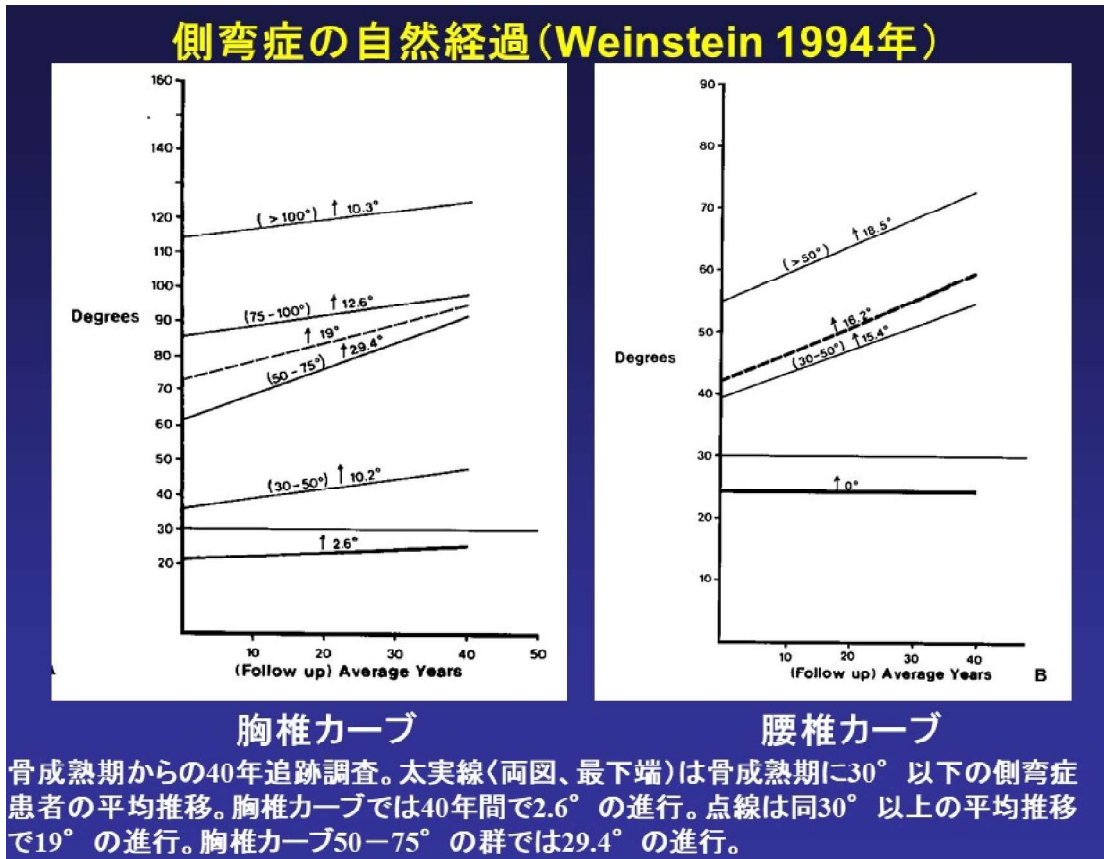 側弯症の自然経過（Weinstein 1994年）
160
140
120
100
90
80
70
60
50
40
30
20
Degrees
(>100°) ↑ 10.3°
(75-100°) ↑ 12.6°
↑ 19°
(50-75°) ↑ 29.4°
(30-50°) ↑ 10.2°
↑ 2.6°
10 20 30 40 50
(Follow up) Average Years
90
80
70
60
50
40
30
20
10
Degrees
(>50°) ↑ 18.5°
↑ 16.2°
(30-50°) ↑ 15.4°
↑ 0°
10 20 30 40
(Follow up) Average Years
B
胸椎カーブ
腰椎カーブ
骨成熟期からの40年追跡調査。太実線〈両図、最下端）は骨成熟期に30°以下の側弯症
患者の平均推移。胸椎カーブでは40年間で2.6°の進行。点線は同30°以上の平均推移
で19°の進行。胸椎カーブ50－75°の群では29.4°の進行。